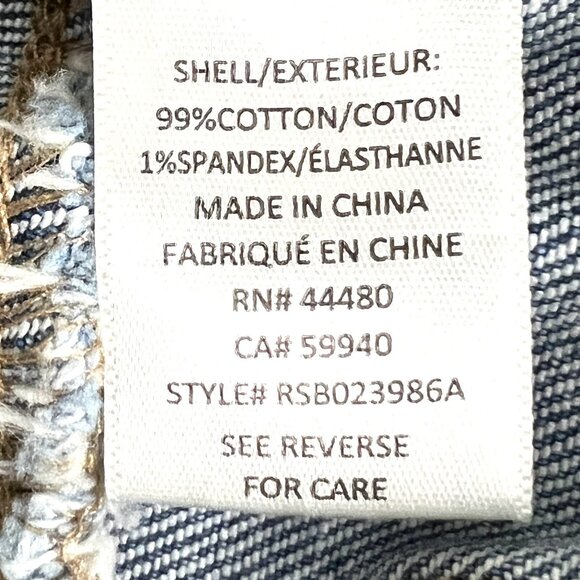 SHELL/EXTERIEUR:
99%COTTON/COTON
1%SPANDEX/ÉLASTHANNE
MADE IN CHINA
FABRIQUÉ EN CHINE
RN# 44480
CA# 59940
STYLE# RSB023986A
SEE REVERSE
FOR CARE